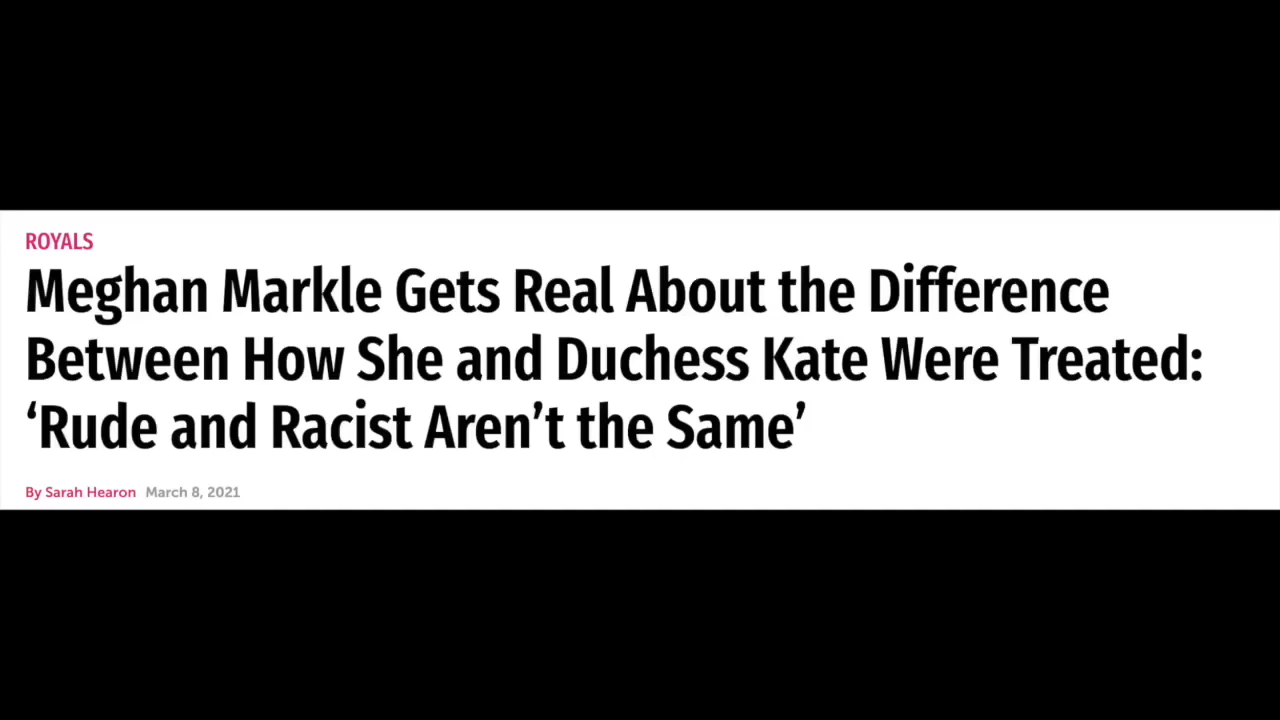 ROYALS
Meghan Markle Gets Real About the Difference
Between How She and Duchess Kate Were Treated:
‘Rude and Racist Aren’t the Same’
By Sarah Hearon March 8, 2021